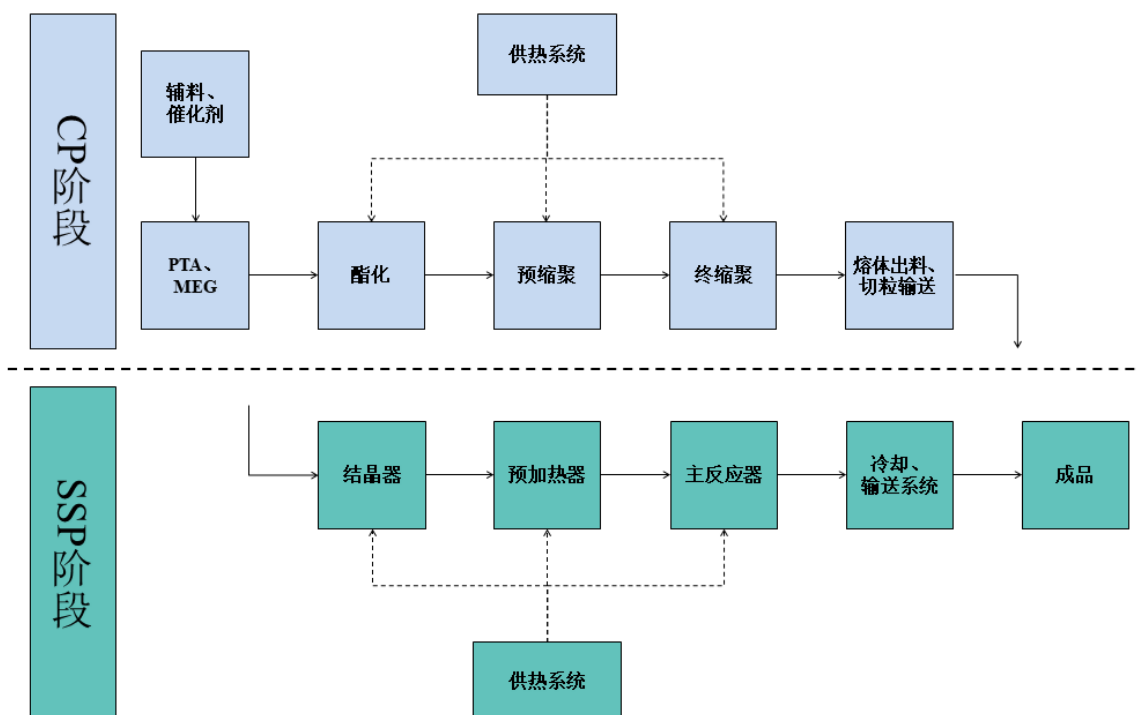 CP阶段
供热系统
辅料、
催化剂
PTA、
MEG
酯化
预缩聚
终缩聚
熔体出料、
切粒输送
SSP阶段
结晶器
预加热器
主反应器
冷却、
输送系统
成品
供热系统